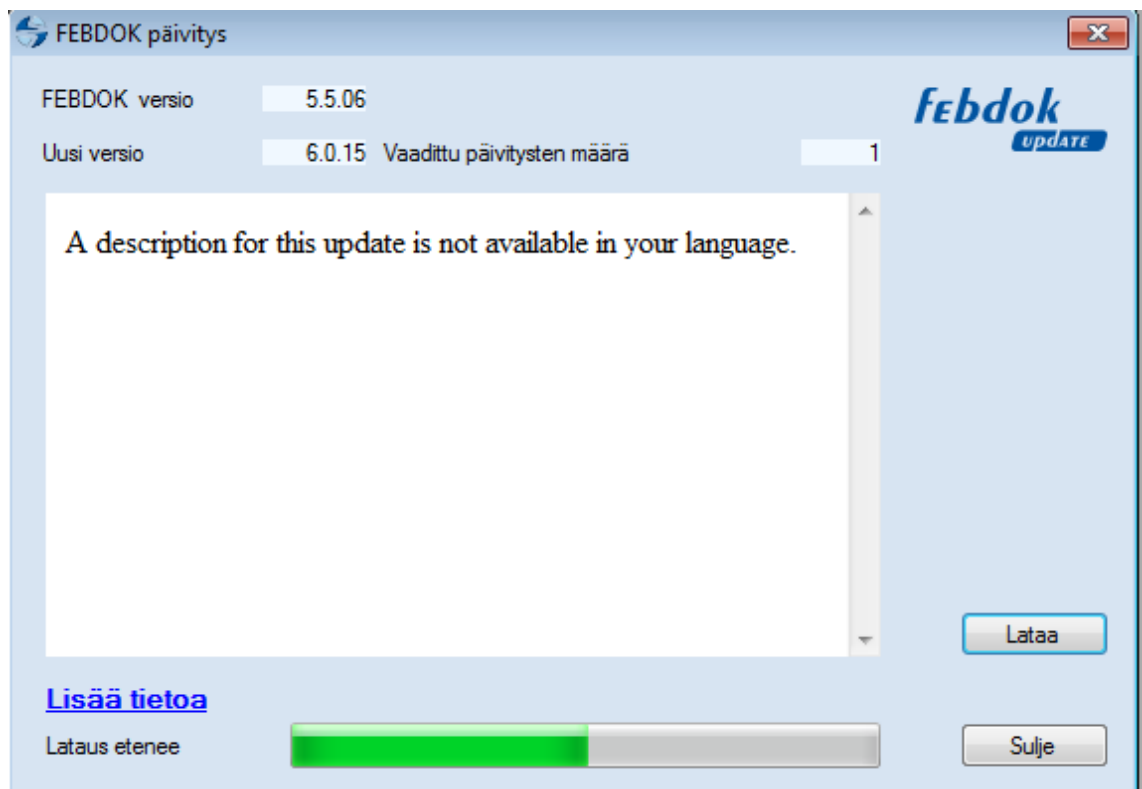 FEBDOK päivitys
FEBDOK versio 5.5.06
febdok
UPDATE
Uusi versio 6.0.15 Vaadittu päivitysten määrä 1
A description for this update is not available in your language.
Lataa
Lisää tietoa
Lataus etenee
Sulje